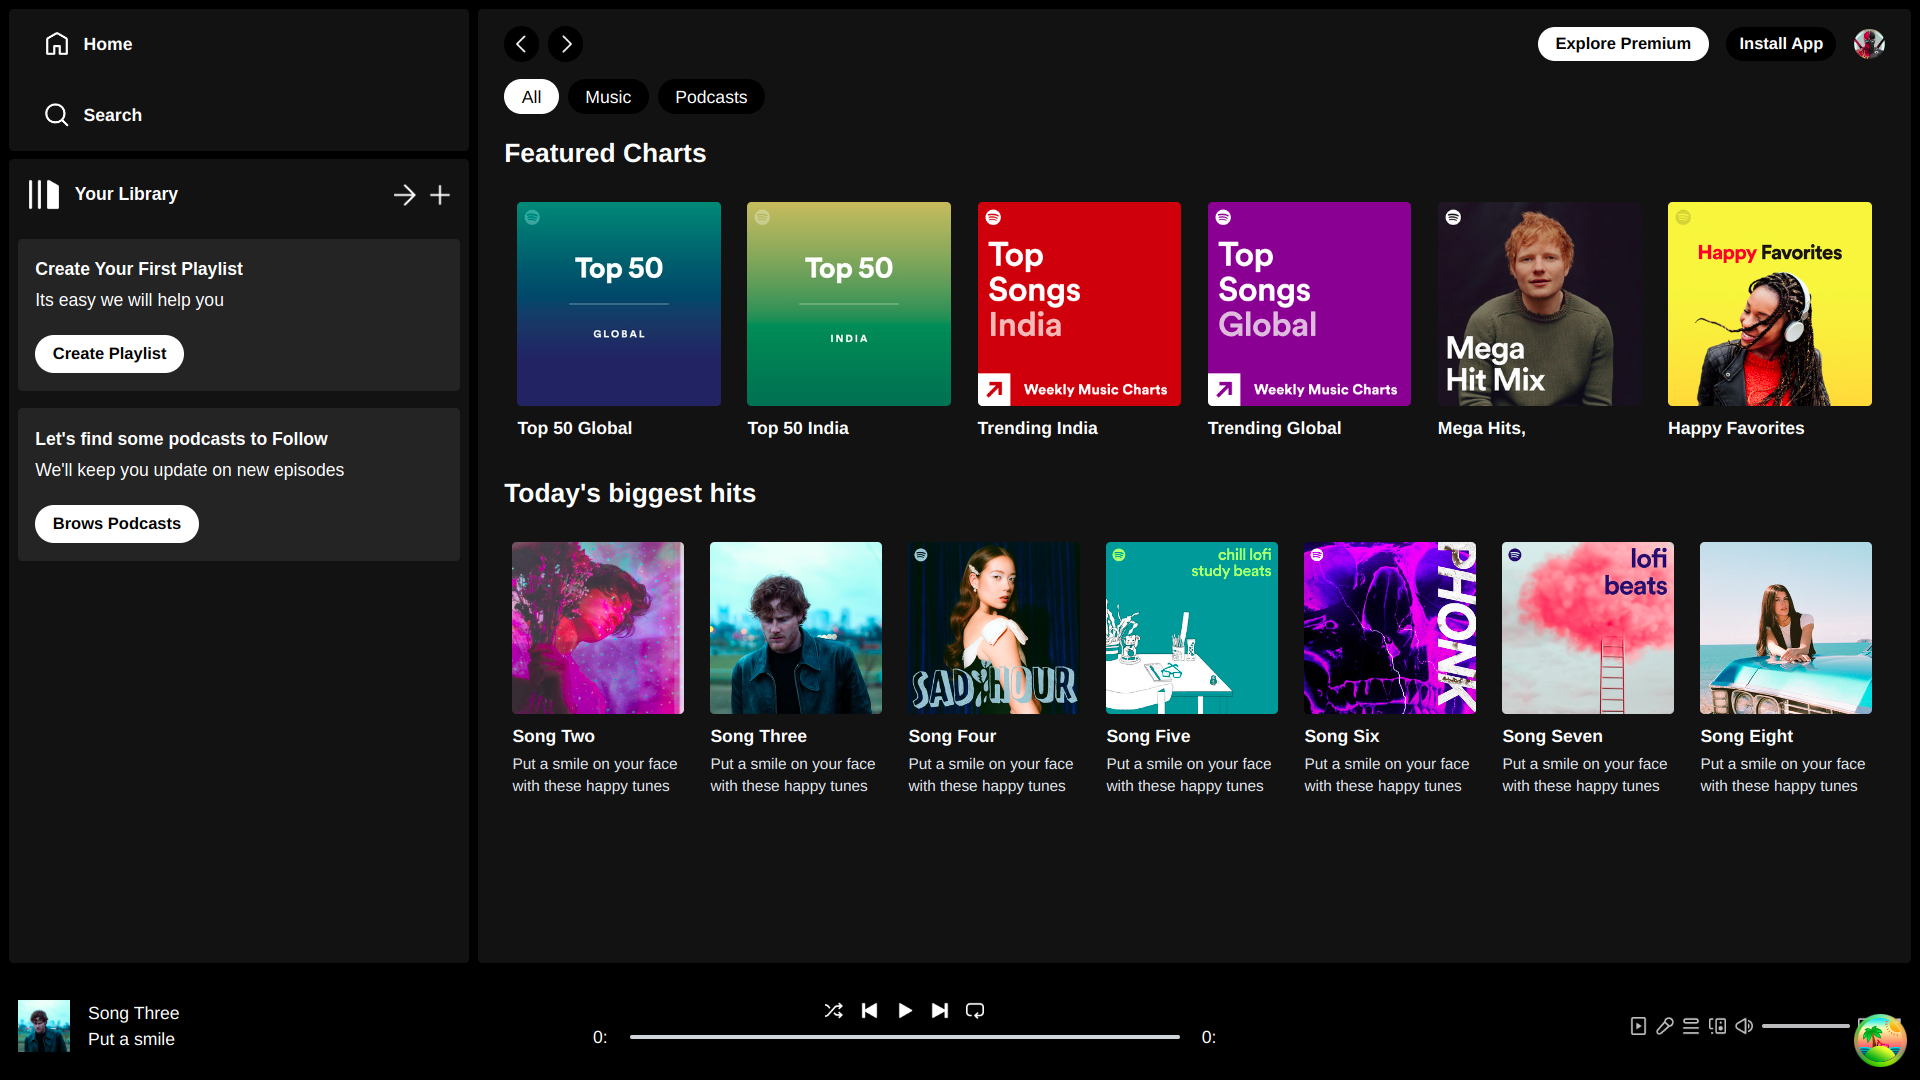 Home
Search
Your Library
Create Your First Playlist
Its easy we will help you
Create Playlist
Let's find some podcasts to Follow
We'll keep you update on new episodes
Brows Podcasts
Explore Premium
Install App
All
Music
Podcasts
Featured Charts
Top 50
GLOBAL
Top 50 Global
Top 50
INDIA
Top 50 India
Top
Songs
India
Weekly Music Charts
Trending India
Top
Songs
Global
Weekly Music Charts
Trending Global
Mega
Hit Mix
Mega Hits,
Happy Favorites
Happy Favorites
Today's biggest hits
Song Two
Put a smile on your face
with these happy tunes
Song Three
Put a smile on your face
with these happy tunes
SAD HOUR
Song Four
Put a smile on your face
with these happy tunes
chill lofi
study beats
Song Five
Put a smile on your face
with these happy tunes
PHONK
Song Six
Put a smile on your face
with these happy tunes
lofi
beats
Song Seven
Put a smile on your face
with these happy tunes
Song Eight
Put a smile on your face
with these happy tunes
Song Three
Put a smile
0:
0: